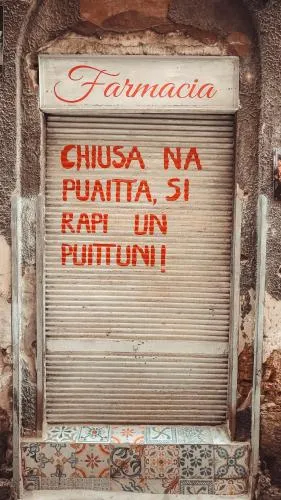 Farmacia
CHIUSA NA
PUAITTA, SI
RAPI UN
PUITTUNI!